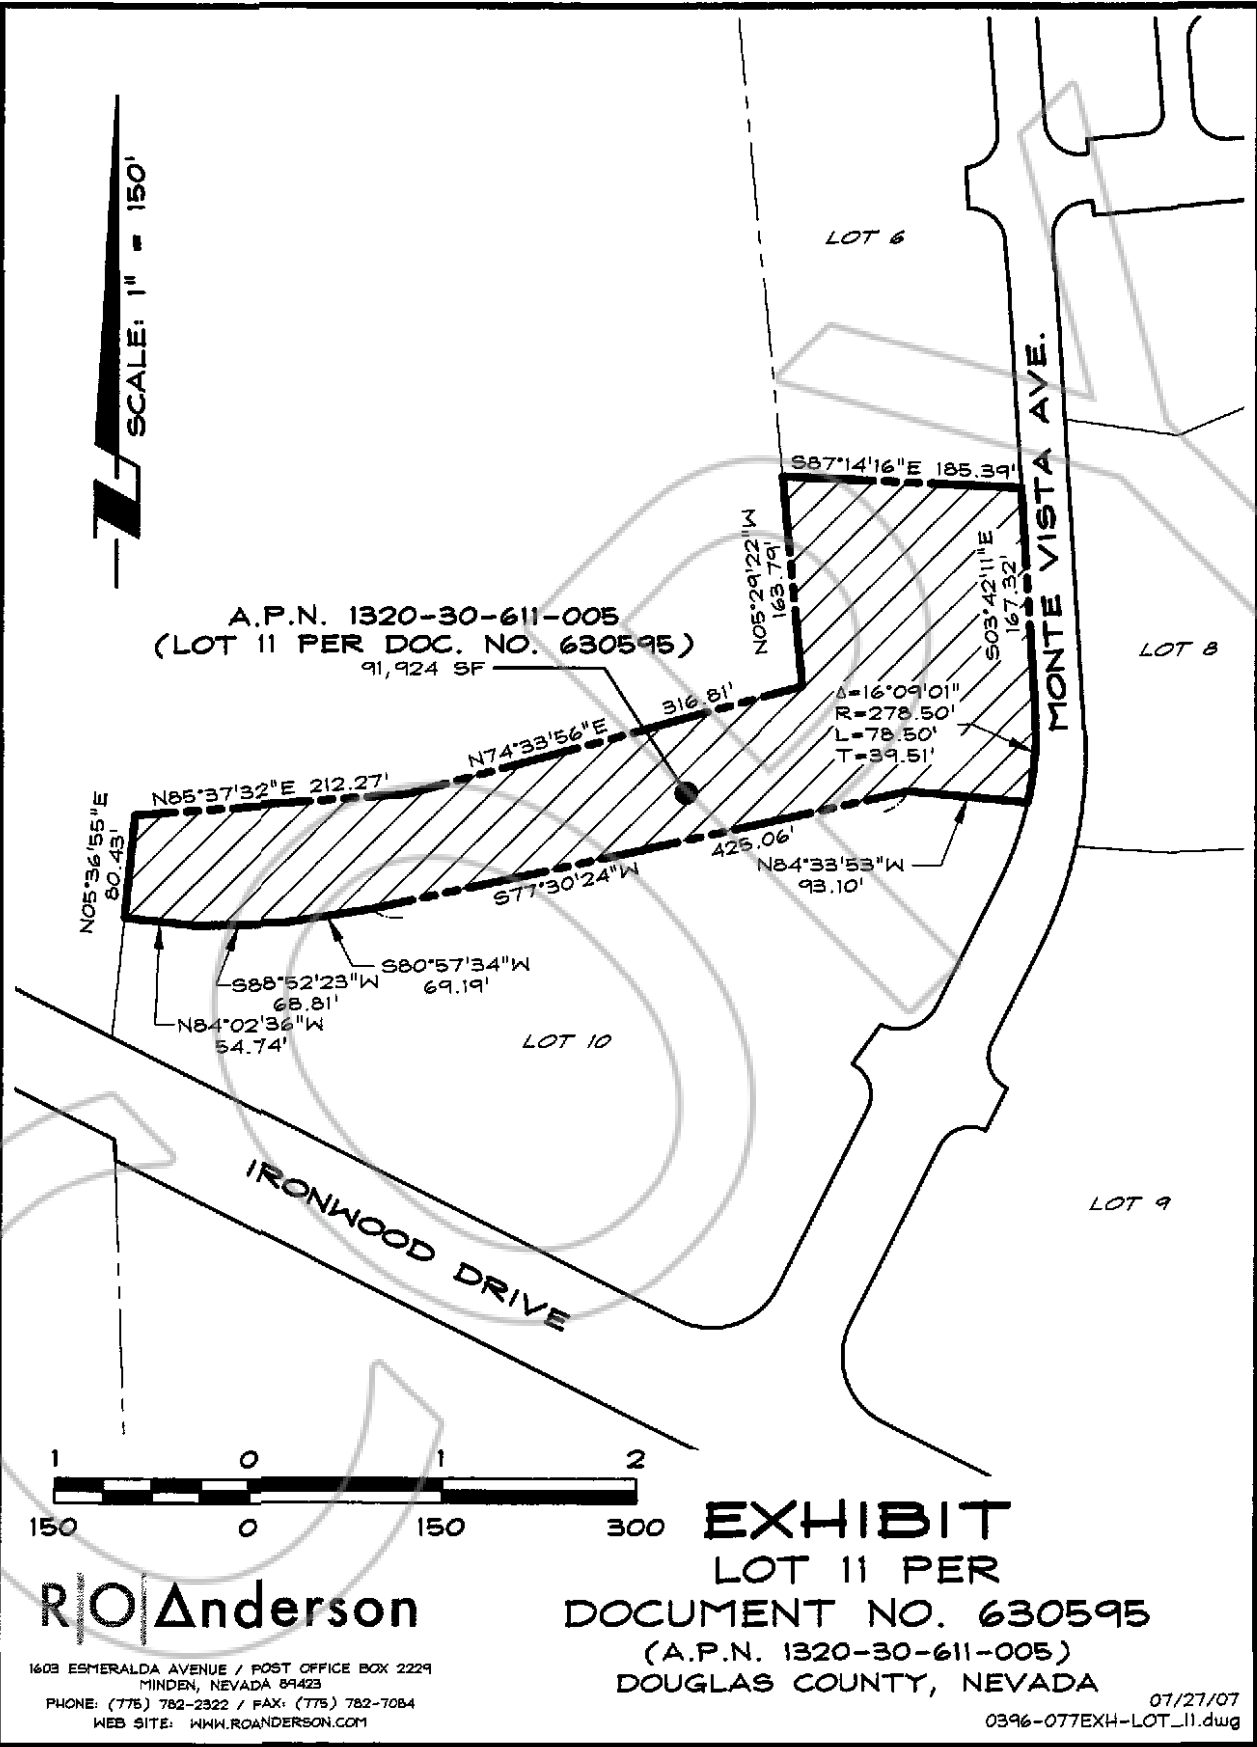 SCALE: 1" = 150'
LOT 6
MONTE VISTA AVE.
S87°14'16"E 185.39'
N05°29'22"W
163.79'
S03°42'11"E
167.32'
A.P.N. 1320-30-611-005
(LOT 11 PER DOC. NO. 630595)
91,924 SF
LOT 8
316.81'
N74°33'56"E
Δ=16°09'01"
R=278.50'
L=78.50'
T=39.51'
N85°37'32"E 212.27'
N05°36'55"E
80.43'
425.06'
S77°30'24"W
N84°33'53"W
93.10'
S80°57'34"W
69.19'
S88°52'23"W
68.81'
N84°02'36"W
54.74'
LOT 10
IRONWOOD DRIVE
LOT 9
1 0 1 2
150 0 150 300
EXHIBIT
LOT 11 PER
DOCUMENT NO. 630595
(A.P.N. 1320-30-611-005)
DOUGLAS COUNTY, NEVADA
R|O|Anderson
1603 ESMERALDA AVENUE / POST OFFICE BOX 2229
MINDEN, NEVADA 89423
PHONE: (775) 782-2322 / FAX: (775) 782-7084
WEB SITE: WWW.ROANDERSON.COM
07/27/07
0396-077EXH-LOT_11.dwg